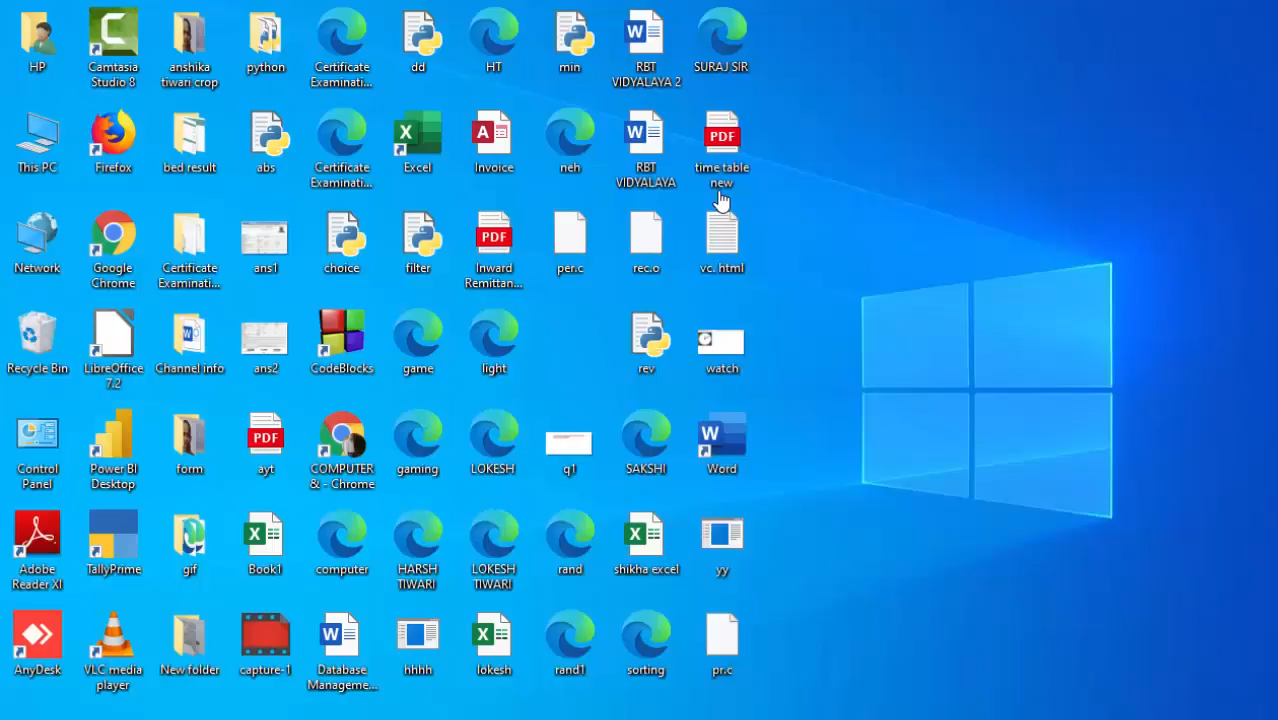 HP
Camtasia
Studio 8
anshika
tiwari crop
python
Certificate
Examinati...
dd
HT
min
RBT
VIDYALAYA 2
SURAJ SIR
This PC
Firefox
bed result
abs
Certificate
Examinati...
Excel
Invoice
neh
RBT
VIDYALAYA
PDF
time table
new
Network
Google
Chrome
Certificate
Examinati...
ans1
choice
filter
PDF
Inward
Remittan...
per.c
rec.o
vc. html
Recycle Bin
LibreOffice
7.2
Channel info
ans2
CodeBlocks
game
light
rev
watch
Control
Panel
Power BI
Desktop
form
PDF
ayt
COMPUTER
& - Chrome
gaming
LOKESH
q1
SAKSHI
Word
Adobe
Reader XI
TallyPrime
gif
Book1
computer
HARSH
TIWARI
LOKESH
TIWARI
rand
shikha excel
yy
AnyDesk
VLC media
player
New folder
capture-1
Database
Manageme...
hhhh
lokesh
rand1
sorting
pr.c